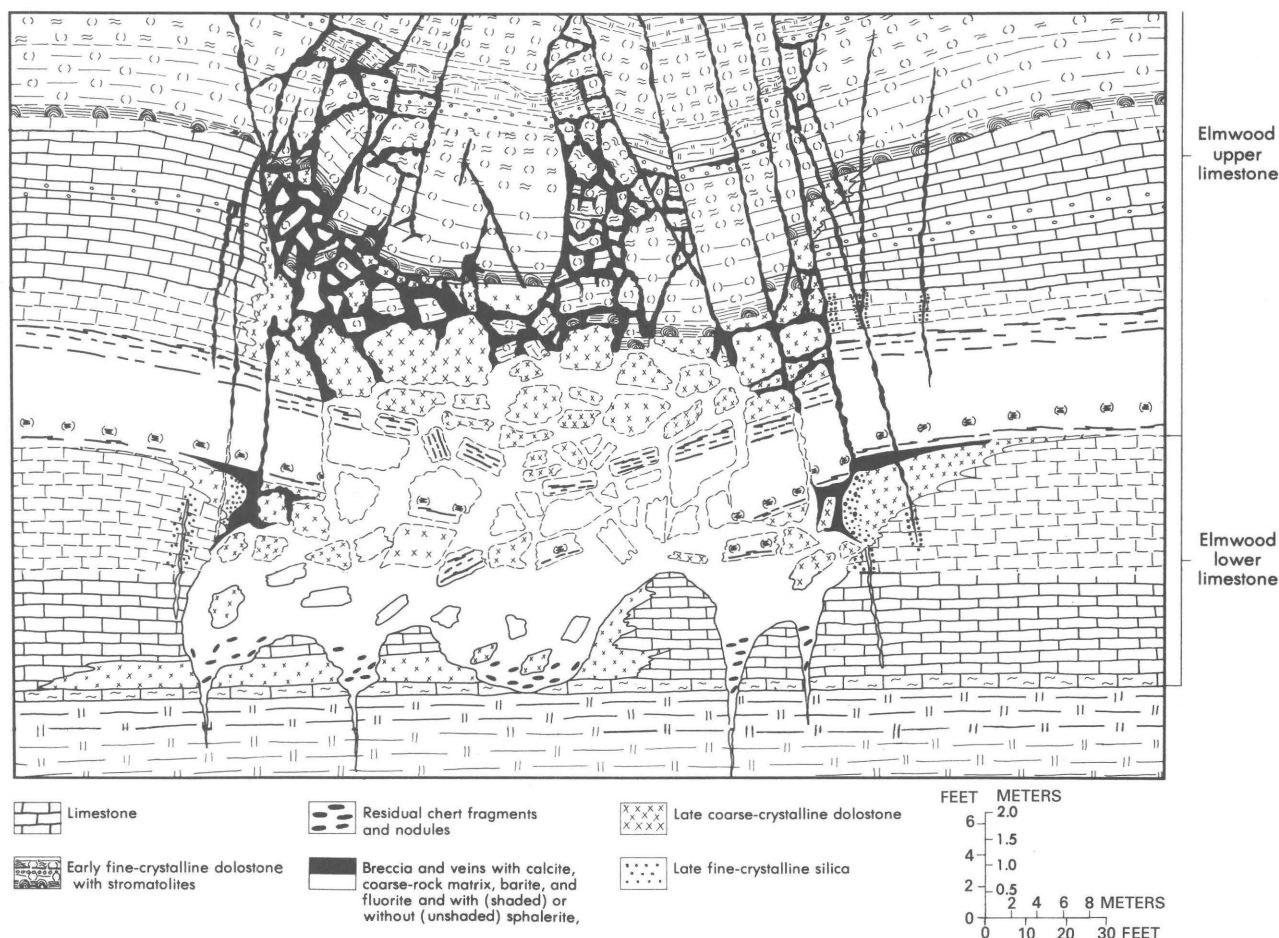 Elmwood
upper
limestone
Elmwood
lower
limestone
Limestone
Early fine-crystalline dolostone
with stromatolites
Residual chert fragments
and nodules
Breccia and veins with calcite,
coarse-rock matrix, barite, and
fluorite and with (shaded) or
without (unshaded) sphalerite,
Late coarse-crystalline dolostone
Late fine-crystalline silica
FEET METERS
6 2.0
1.5
4 1.0
2 0.5
2 4 6 8 METERS
0
0 10 20 30 FEET